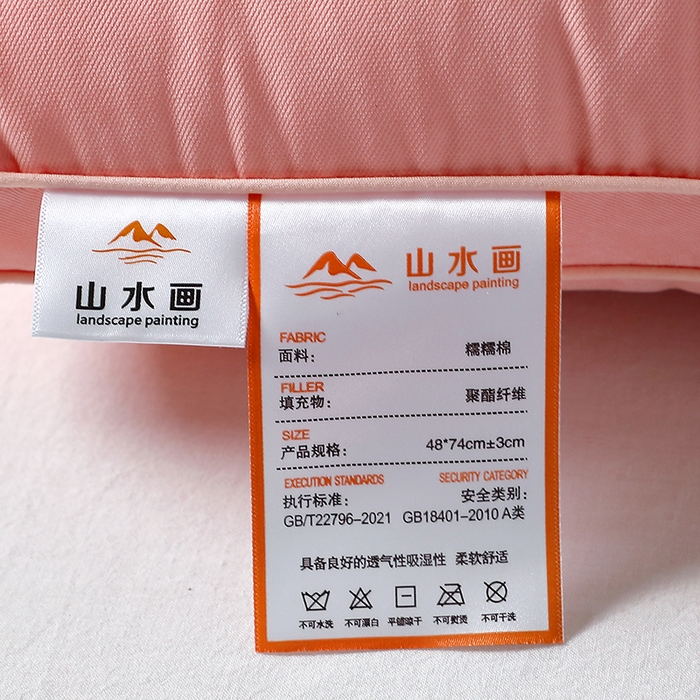 山水画
landscape painting
山水画
landscape painting
FABRIC
面料： 糯糯棉
FILLER
填充物： 聚酯纤维
SIZE
产品规格： 48*74cm±3cm
EXECUTION STANDARDS SECURITY CATEGORY
执行标准： 安全类别：
GB/T22796–2021 GB18401–2010 A类
具备良好的透气性吸湿性 柔软舒适
不可水洗 不可漂白 平铺晾干 不可熨烫 不可干洗